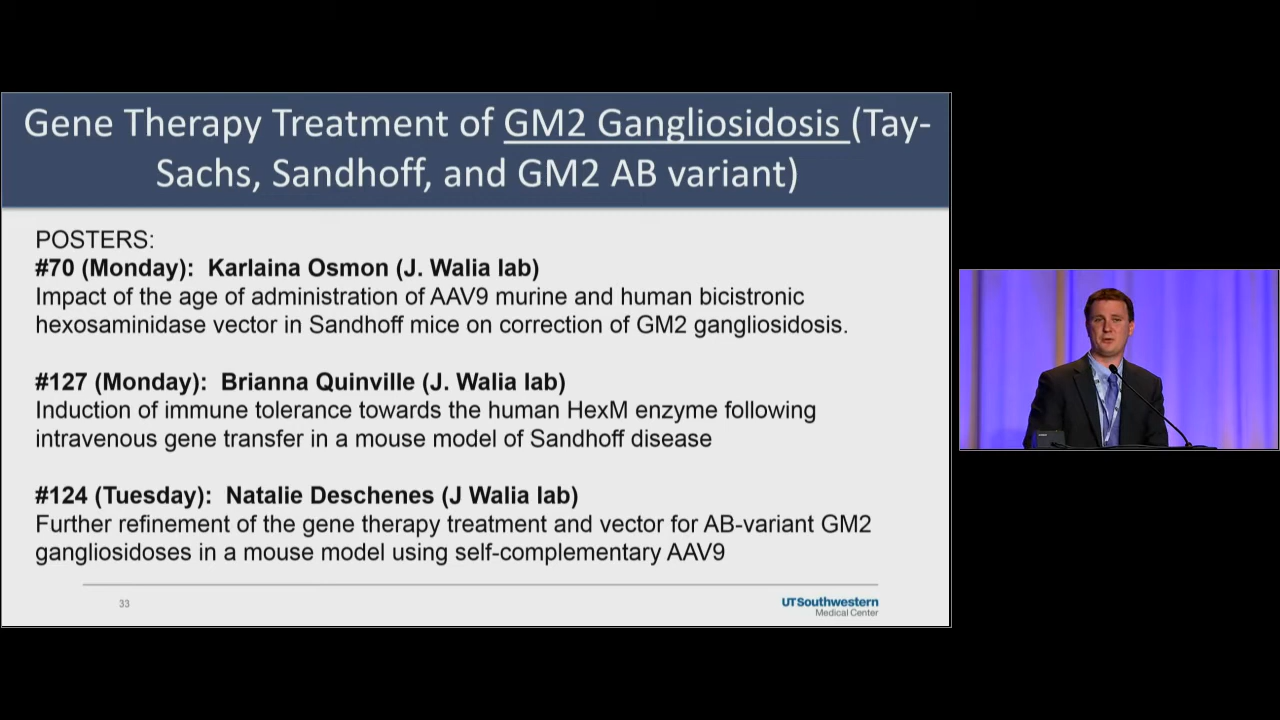 Gene Therapy Treatment of GM2 Gangliosidosis (Tay-
Sachs, Sandhoff, and GM2 AB variant)
POSTERS:
#70 (Monday):  Karlaina Osmon (J. Walia lab)
Impact of the age of administration of AAV9 murine and human bicistronic
hexosaminidase vector in Sandhoff mice on correction of GM2 gangliosidosis.
#127 (Monday):  Brianna Quinville (J. Walia lab)
Induction of immune tolerance towards the human HexM enzyme following
intravenous gene transfer in a mouse model of Sandhoff disease
#124 (Tuesday):  Natalie Deschenes (J Walia lab)
Further refinement of the gene therapy treatment and vector for AB-variant GM2
gangliosidoses in a mouse model using self-complementary AAV9
33
UTSouthwestern
Medical Center